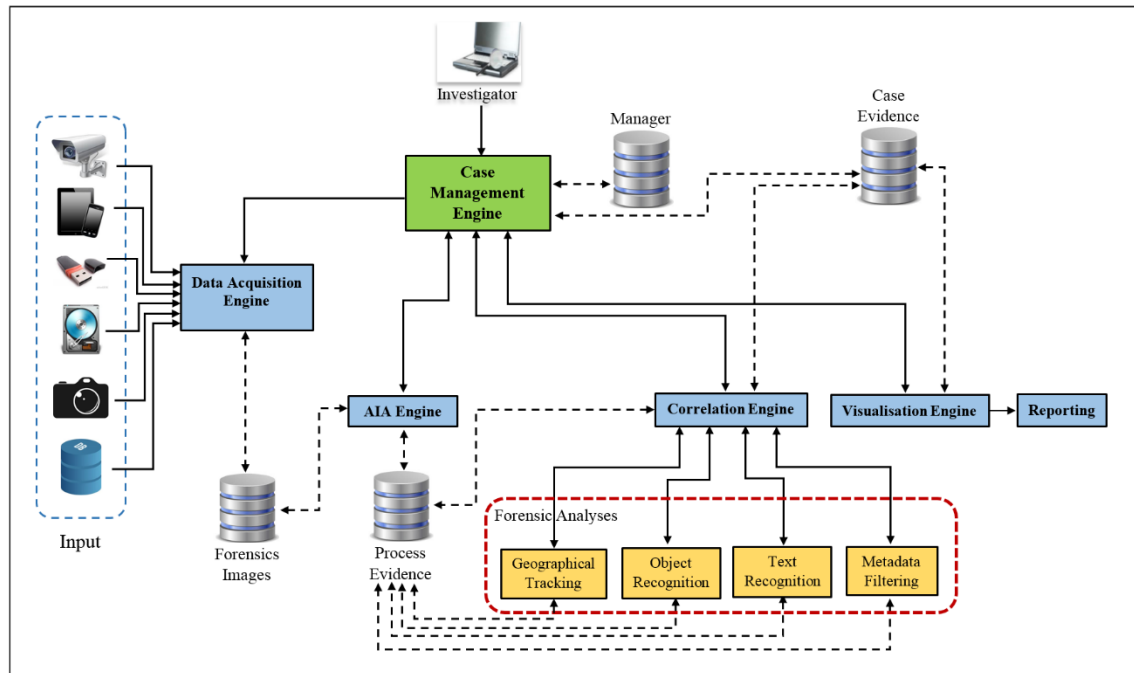 Investigator
Manager
Case
Evidence
Case
Management
Engine
Data Acquisition
Engine
AIA Engine
Correlation Engine
Visualisation Engine
Reporting
Input
Forensics
Images
Process
Evidence
Forensic Analyses
Geographical
Tracking
Object
Recognition
Text
Recognition
Metadata
Filtering